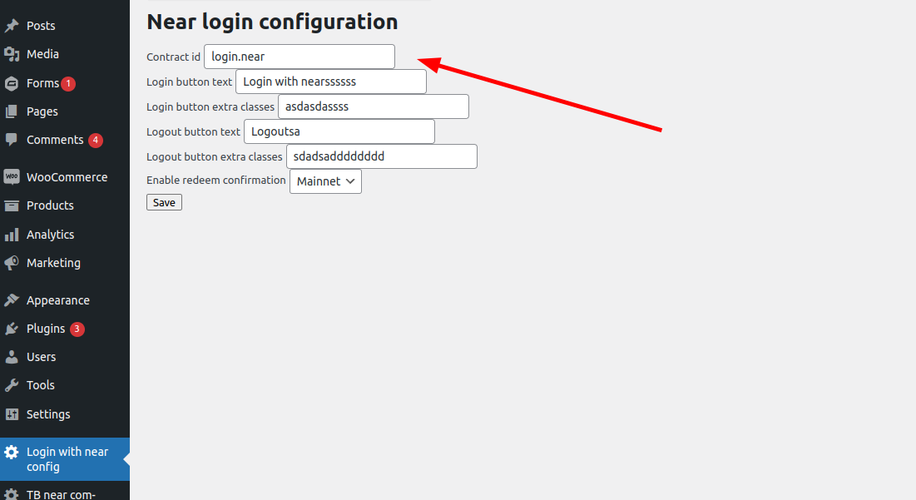 Posts
Media
Forms 1
Pages
Comments 4
WOO WooCommerce
Products
Analytics
Marketing
Appearance
Plugins 3
Users
Tools
Settings
Login with near
config
TB near com-
Near login configuration
Contract id login.near
Login button text Login with nearssssss
Login button extra classes asdasdassss
Logout button text Logoutsa
Logout button extra classes sdadsadddddddd
Enable redeem confirmation Mainnet
Save